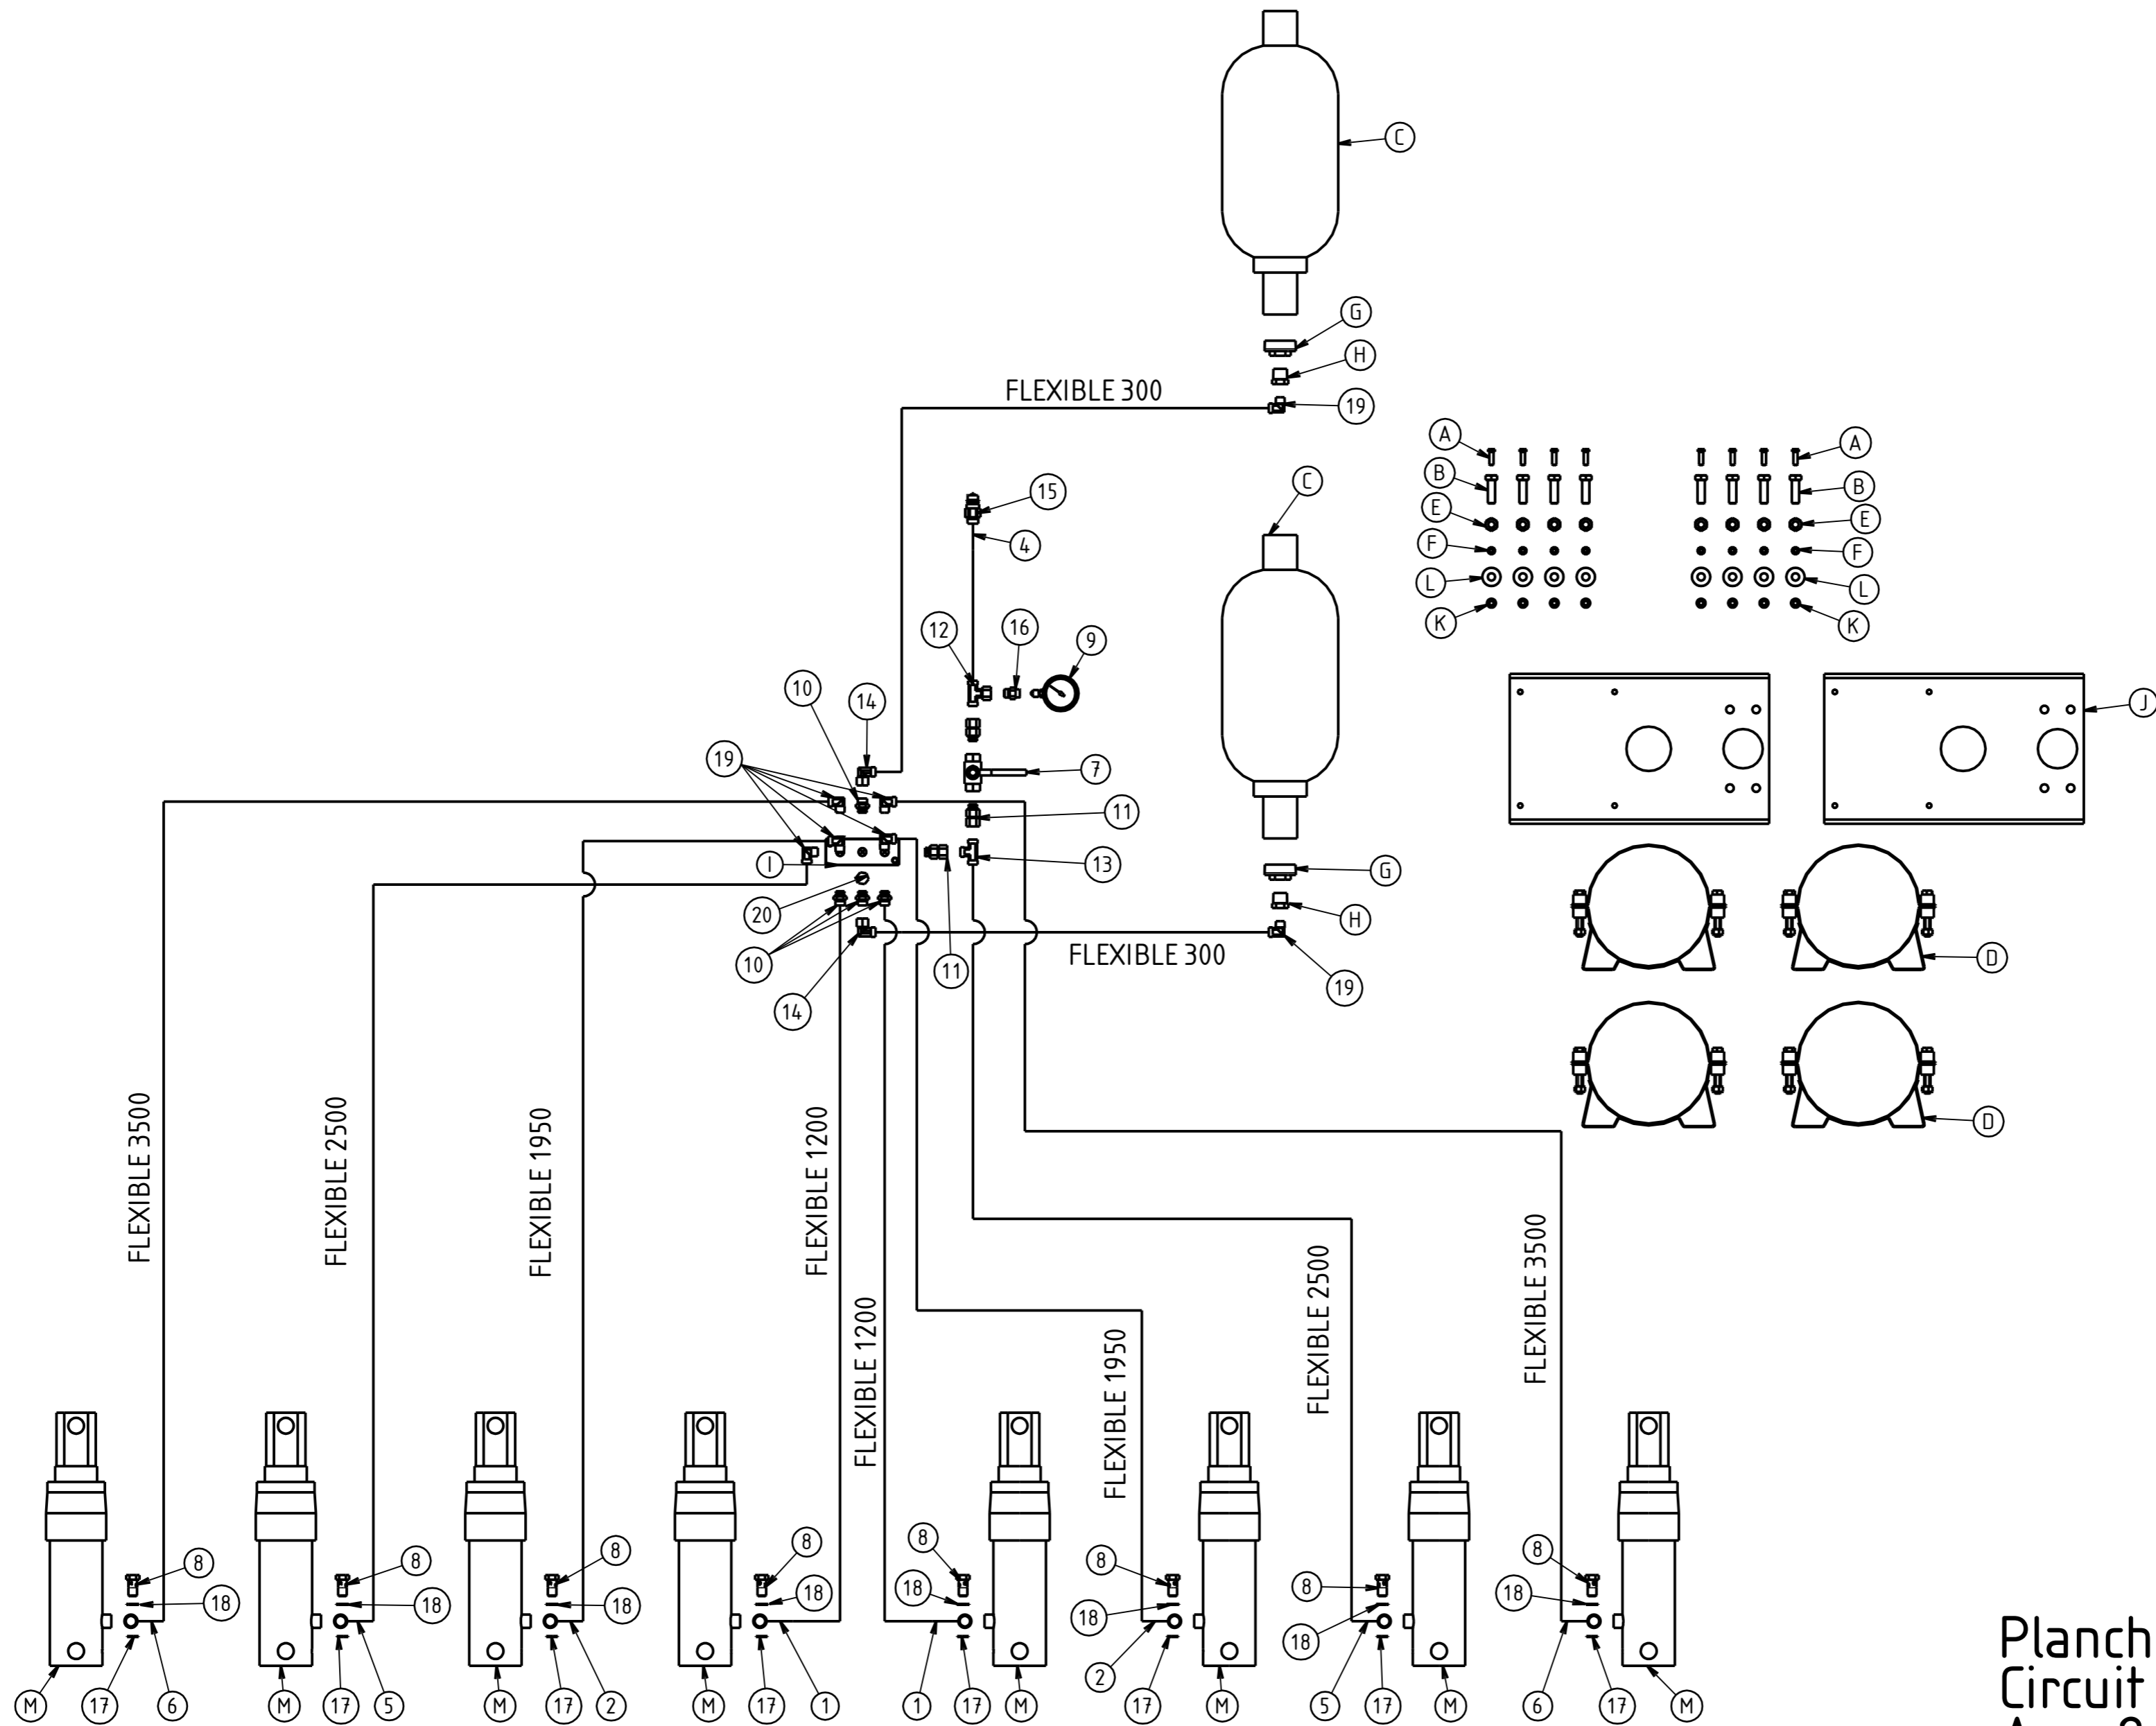 C
G
H
FLEXIBLE 300
19
A
A
B
B
C
15
E
E
4
F
F
L
L
K
K
12
16
9
10
14
J
19
7
11
I
13
G
20
H
10
11
FLEXIBLE 300
D
14
19
FLEXIBLE 3500
FLEXIBLE 2500
FLEXIBLE 1950
FLEXIBLE 1200
D
FLEXIBLE 1200
FLEXIBLE 1950
FLEXIBLE 2500
FLEXIBLE 3500
8
8
8
8
8
8
8
8
18
18
18
18
18
18
18
18
M
17
6
M
17
5
M
17
2
M
17
1
1
17
M
2
17
M
5
17
M
6
17
M
Planch
Circuit